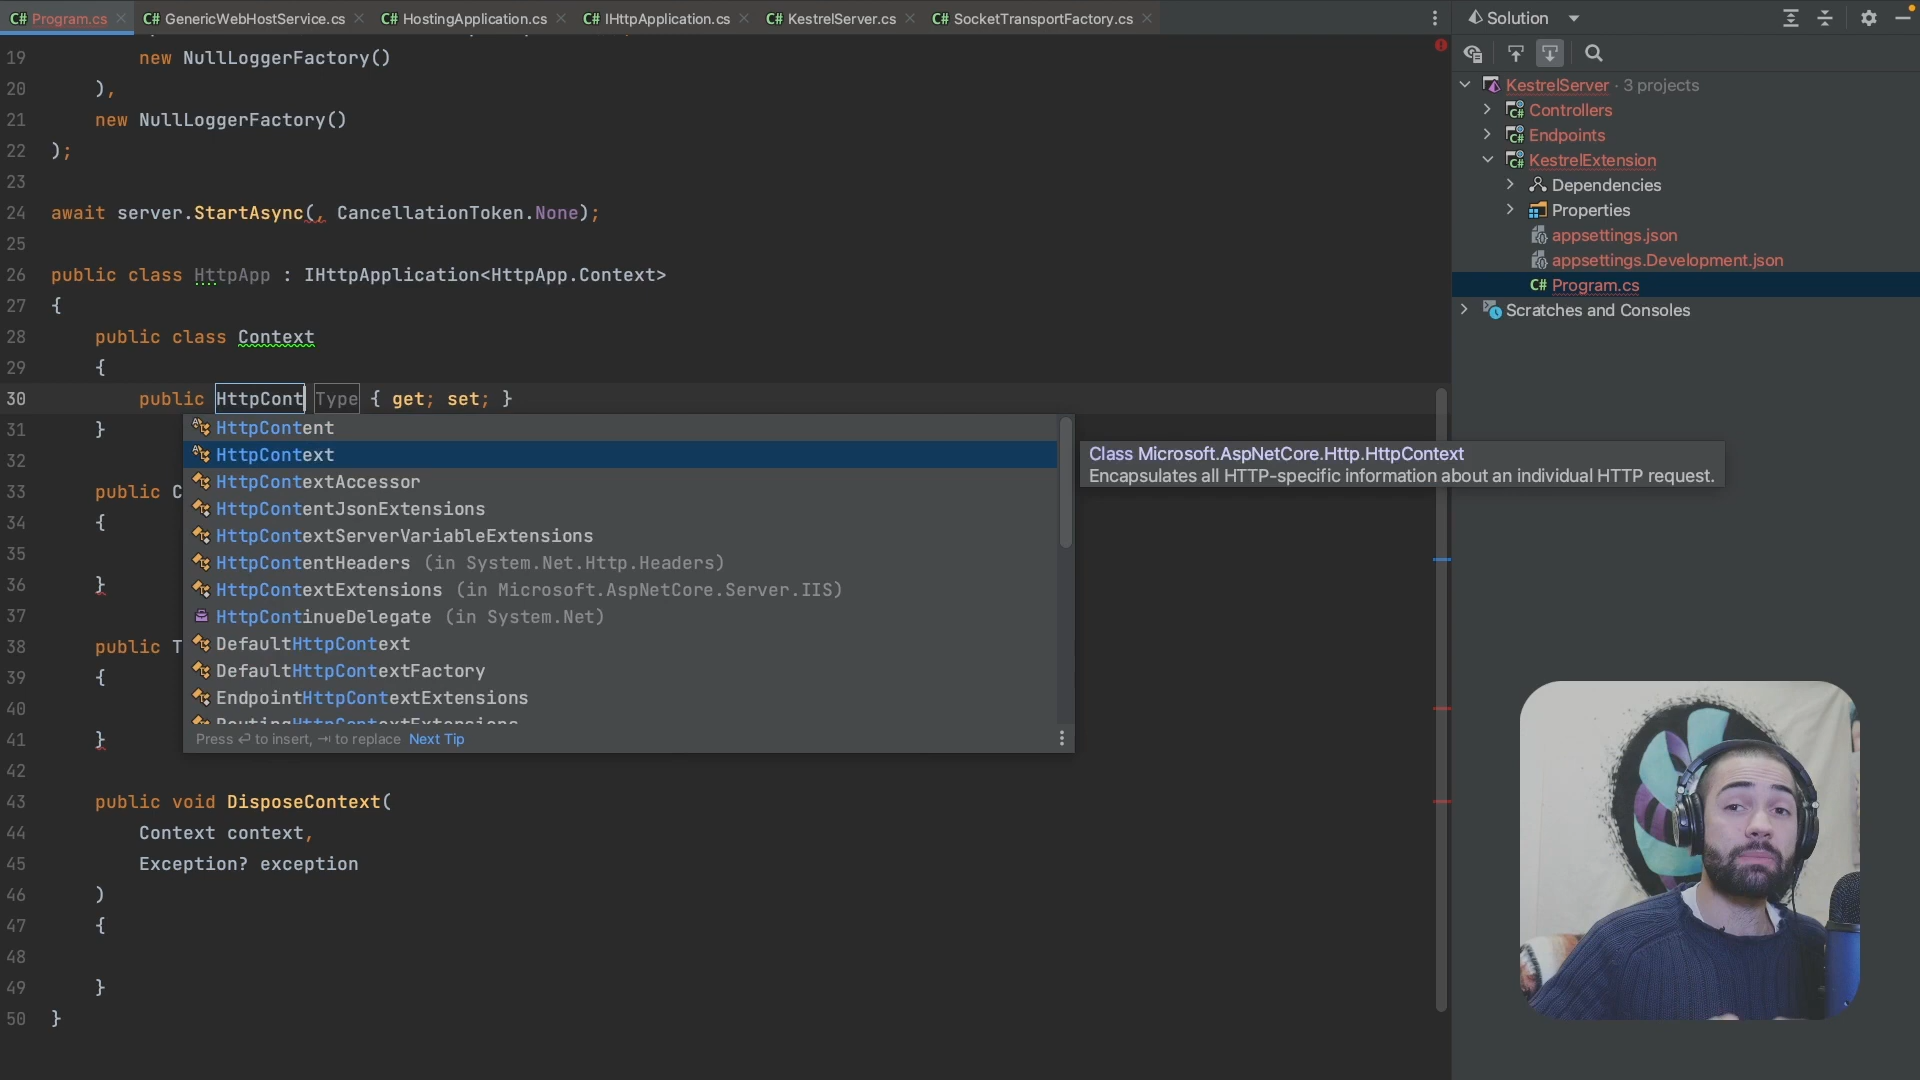 Program.cs GenericWebHostService.cs HostingApplication.cs IHttpApplication.cs KestrelServer.cs SocketTransportFactory.cs
19 new NullLoggerFactory()
20 ),
21 new NullLoggerFactory()
22 );
23
24 await server.StartAsync(, CancellationToken.None);
25
26 public class HttpApp : IHttpApplication<HttpApp.Context>
27 {
28 public class Context
29 {
30 public HttpCont Type { get; set; }
31 }
32
33 public C
34 {
35
36 }
37
38 public T
39 {
40
41 }
42
43 public void DisposeContext(
44 Context context,
45 Exception? exception
46 )
47 {
48
49 }
50 }
HttpContent
HttpContext
HttpContextAccessor
HttpContentJsonExtensions
HttpContextServerVariableExtensions
HttpContentHeaders (in System.Net.Http.Headers)
HttpContextExtensions (in Microsoft.AspNetCore.Server.IIS)
HttpContinueDelegate (in System.Net)
DefaultHttpContext
DefaultHttpContextFactory
EndpointHttpContextExtensions
RoutingHttpContextExtensions
Press ↩ to insert, ⇥ to replace Next Tip
Class Microsoft.AspNetCore.Http.HttpContext
Encapsulates all HTTP-specific information about an individual HTTP request.
Solution
KestrelServer · 3 projects
Controllers
Endpoints
KestrelExtension
Dependencies
Properties
appsettings.json
appsettings.Development.json
C# Program.cs
Scratches and Consoles